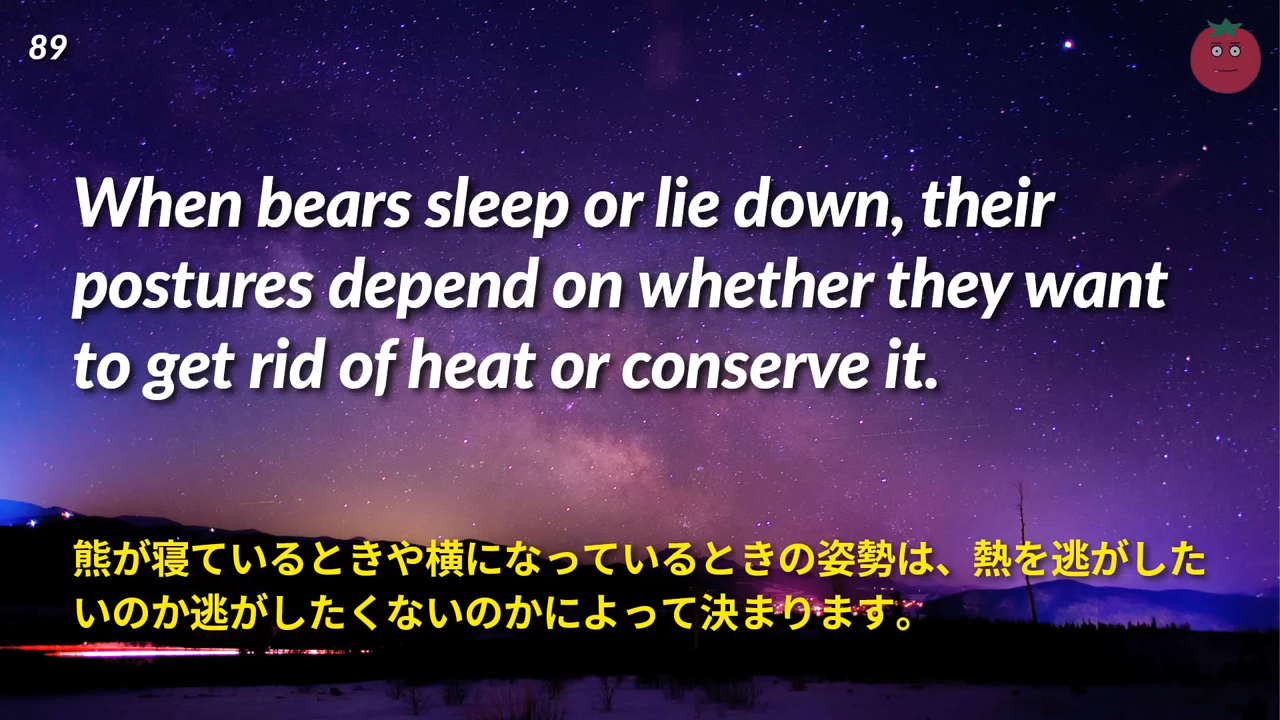 89
When bears sleep or lie down, their
postures depend on whether they want
to get rid of heat or conserve it.
熊が寝ているときや横になっているときの姿勢は、熱を逃がした
いのか逃がしたくないのかによって決まります。